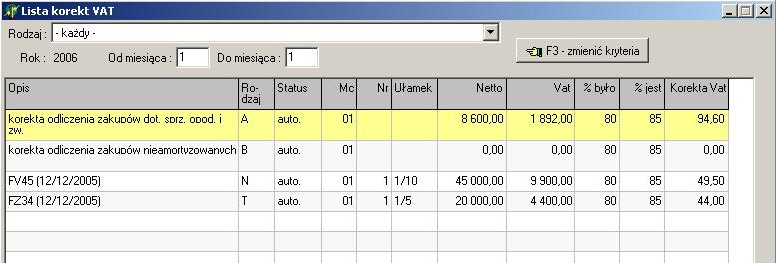 Lista korekt VAT
Rodzaj : - każdy -
Rok : 2006 Od miesiąca : 1 Do miesiąca : 1 F3 - zmienić kryteria
Opis Ro- Status Mc Nr Ułamek Netto Vat % było % jest Korekta Vat
dzaj
korekta odliczenia zakupów dot. sprz. opod. i A auto. 01 8 600,00 1 892,00 80 85 94,60
zw.
korekta odliczenia zakupów nieamortyzowanych B auto. 01 0,00 0,00 80 85 0,00
FV45 (12/12/2005) N auto. 01 1 1/10 45 000,00 9 900,00 80 85 49,50
FZ34 (12/12/2005) T auto. 01 1 1/5 20 000,00 4 400,00 80 85 44,00